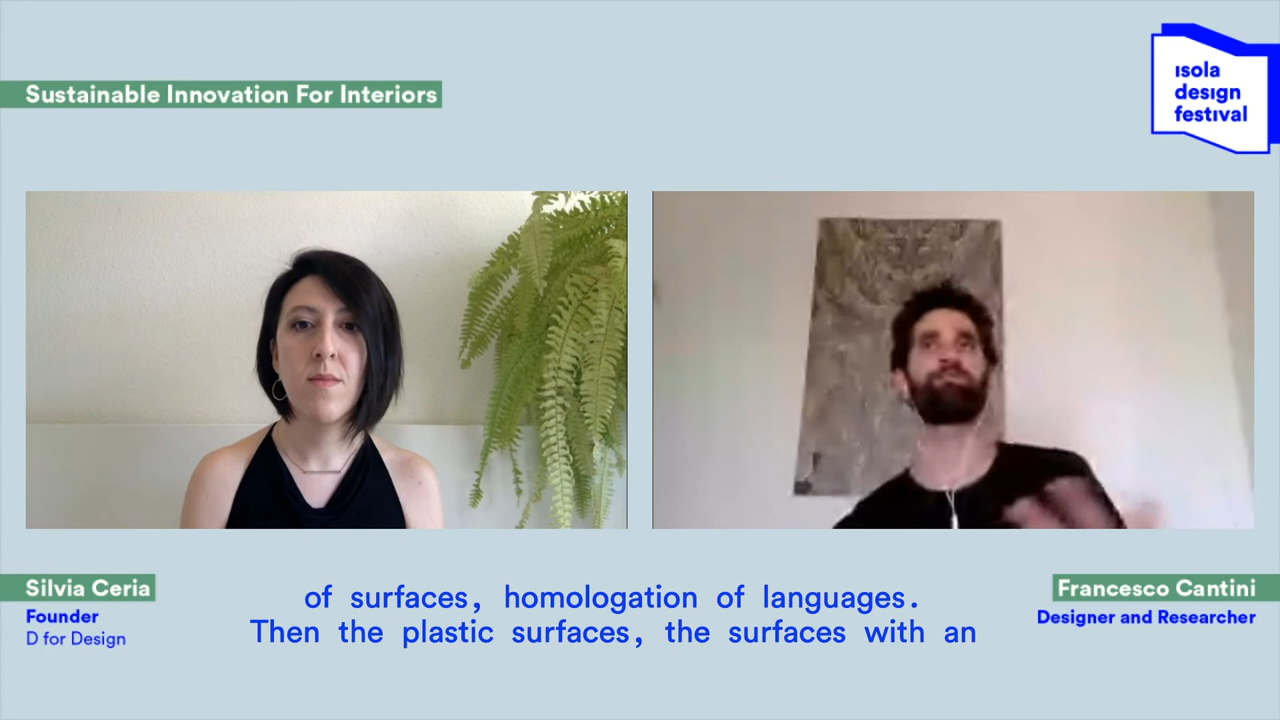 Sustainable Innovation For Interiors
isola
design
festival
Silvia Ceria
Founder
D for Design
of surfaces, homologation of languages.
Then the plastic surfaces, the surfaces with an
Francesco Cantini
Designer and Researcher